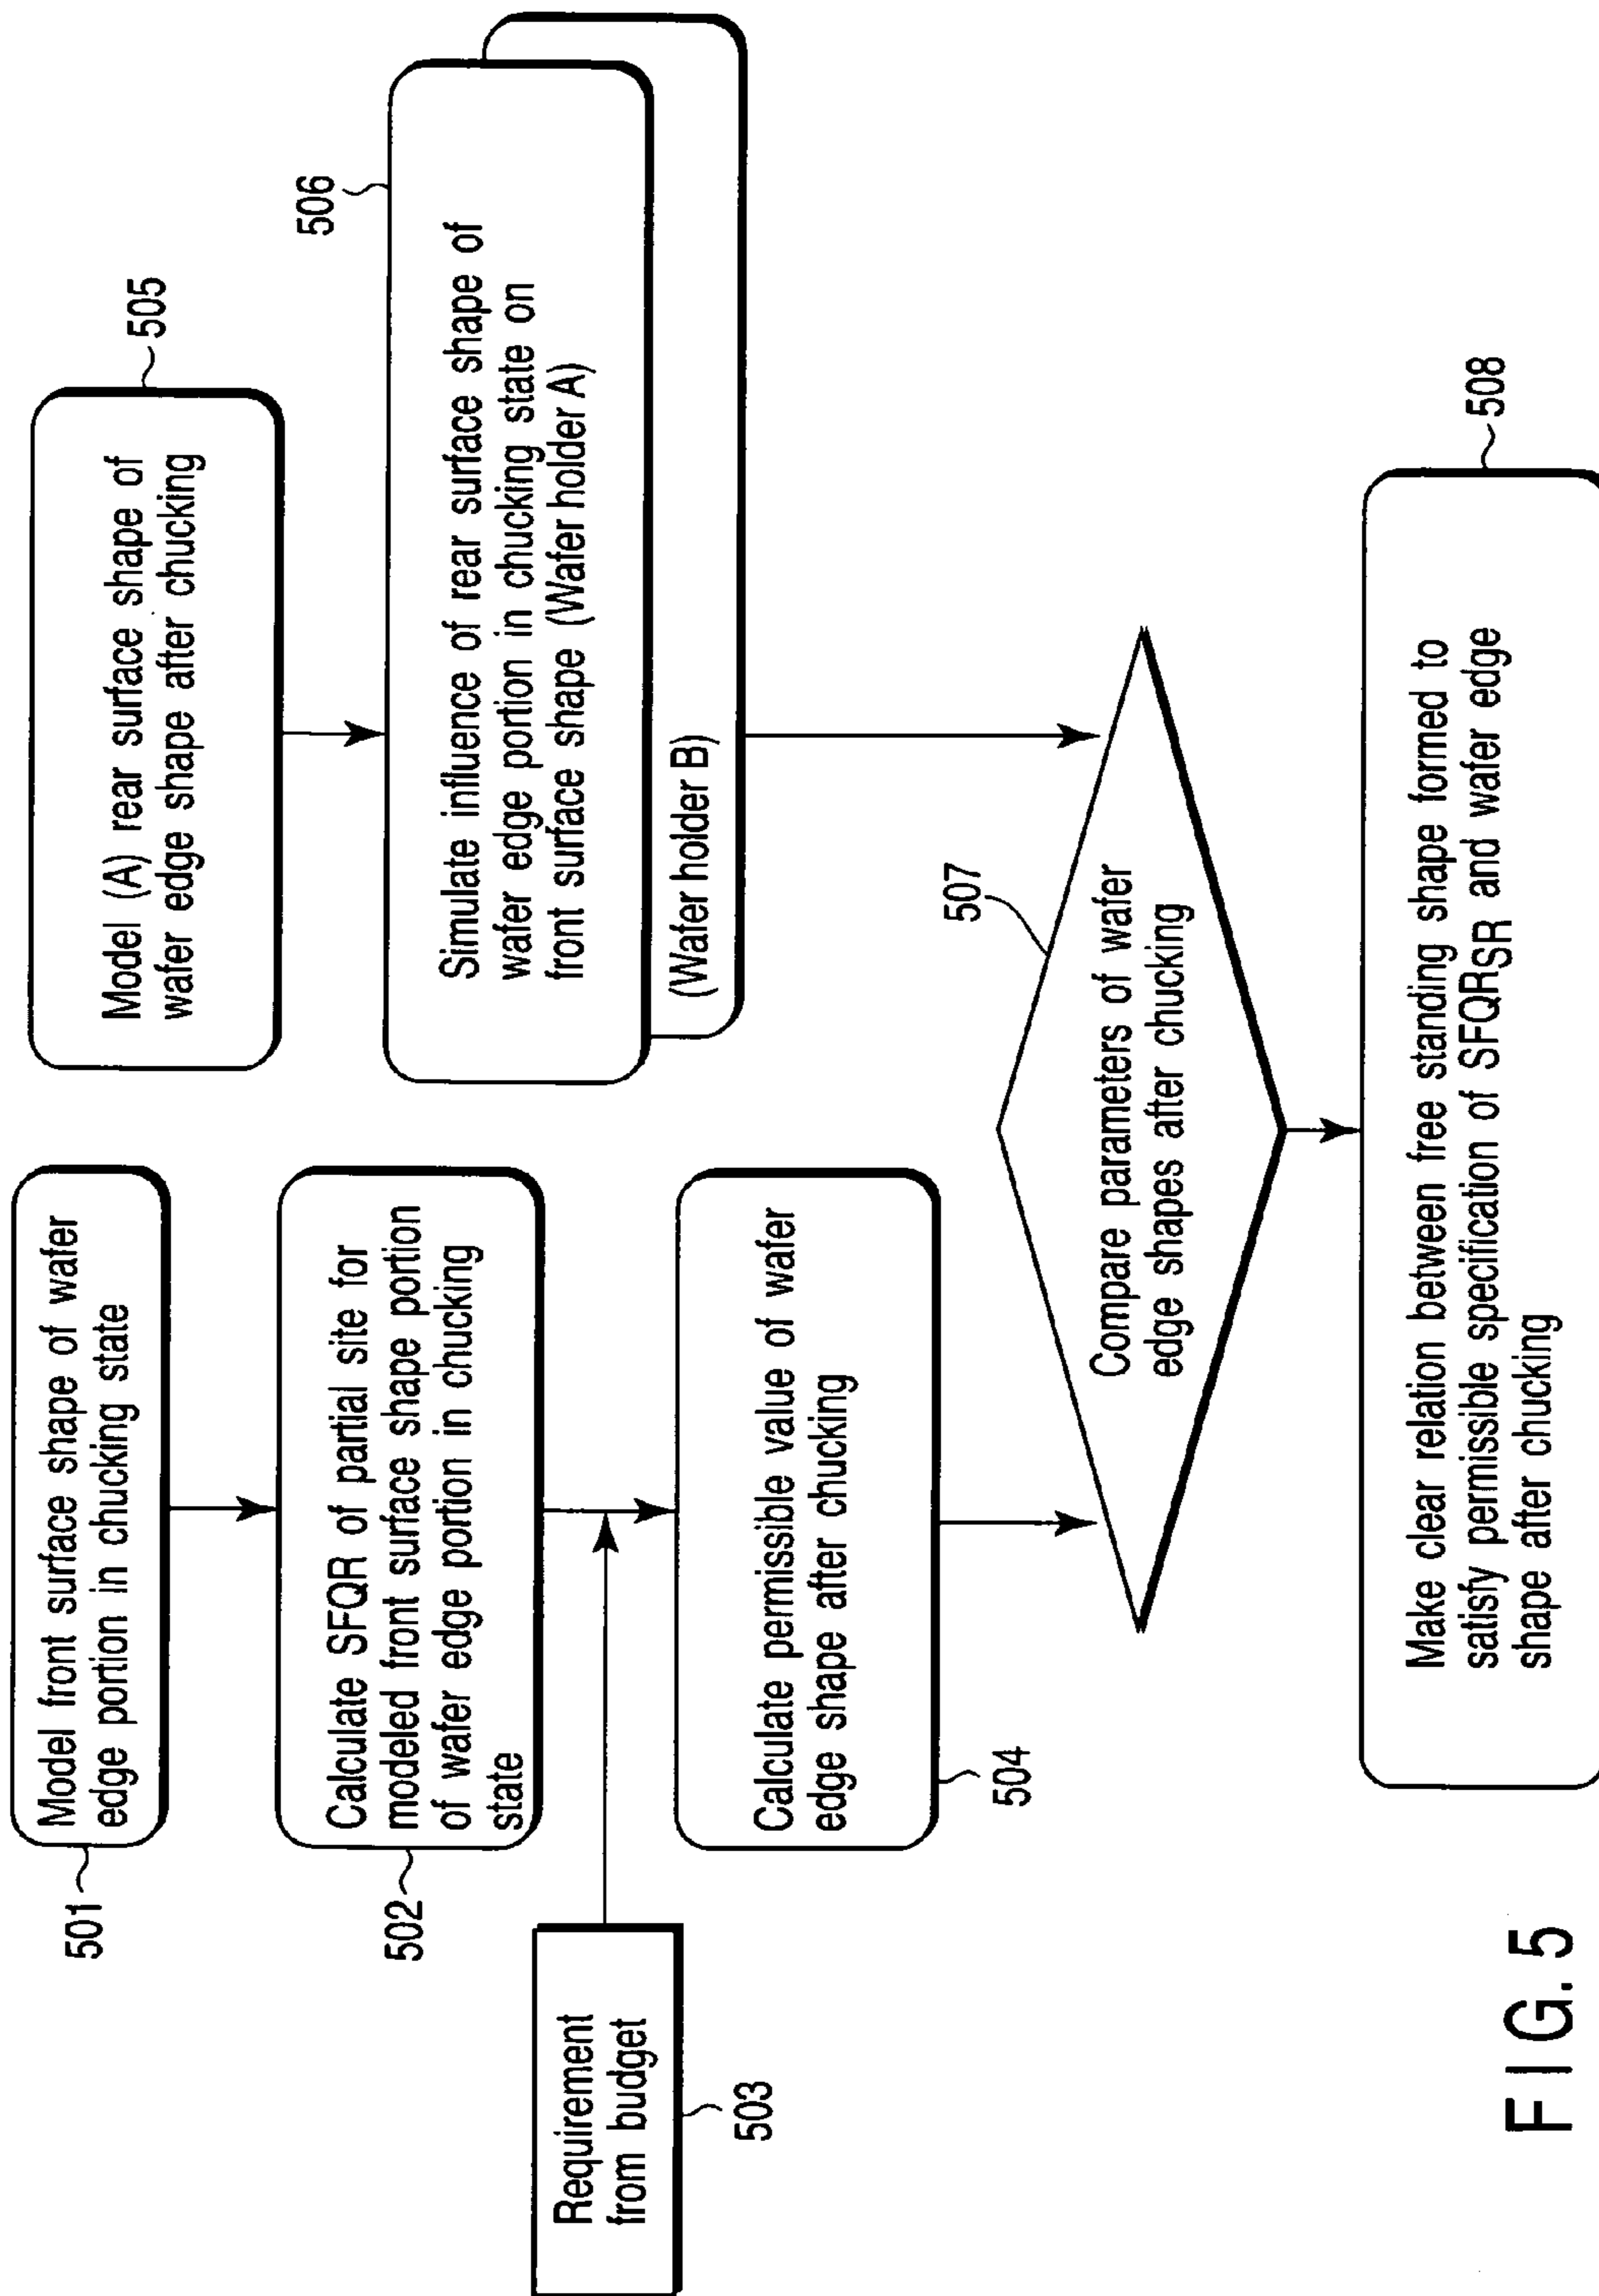 501
Model front surface shape of wafer
edge portion in chucking state
502
Calculate SFQR of partial site for
modeled front surface shape portion
of wafer edge portion in chucking
state
Requirement
from budget
503
Calculate permissible value of wafer
edge shape after chucking
504
505
Model (A) rear surface shape of
wafer edge shape after chucking
506
Simulate influence of rear surface shape of
wafer edge portion in chucking state on
front surface shape (Wafer holder A)
(Wafer holder B)
507
Compare parameters of wafer
edge shapes after chucking
508
Make clear relation between free standing shape formed to
satisfy permissible specification of SFQRSR and wafer edge
shape after chucking
FIG. 5